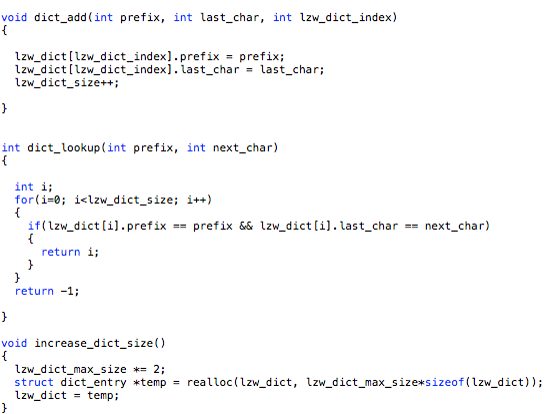 void dict_add(int prefix, int last_char, int lzw_dict_index)
{
  lzw_dict[lzw_dict_index].prefix = prefix;
  lzw_dict[lzw_dict_index].last_char = last_char;
  lzw_dict_size++;
}
int dict_lookup(int prefix, int next_char)
{
  int i;
  for(i=0; i<lzw_dict_size; i++)
  {
    if(lzw_dict[i].prefix == prefix && lzw_dict[i].last_char == next_char)
    {
      return i;
    }
  }
  return -1;
}
void increase_dict_size()
{
  lzw_dict_max_size *= 2;
  struct dict_entry *temp = realloc(lzw_dict, lzw_dict_max_size*sizeof(lzw_dict));
  lzw_dict = temp;
}